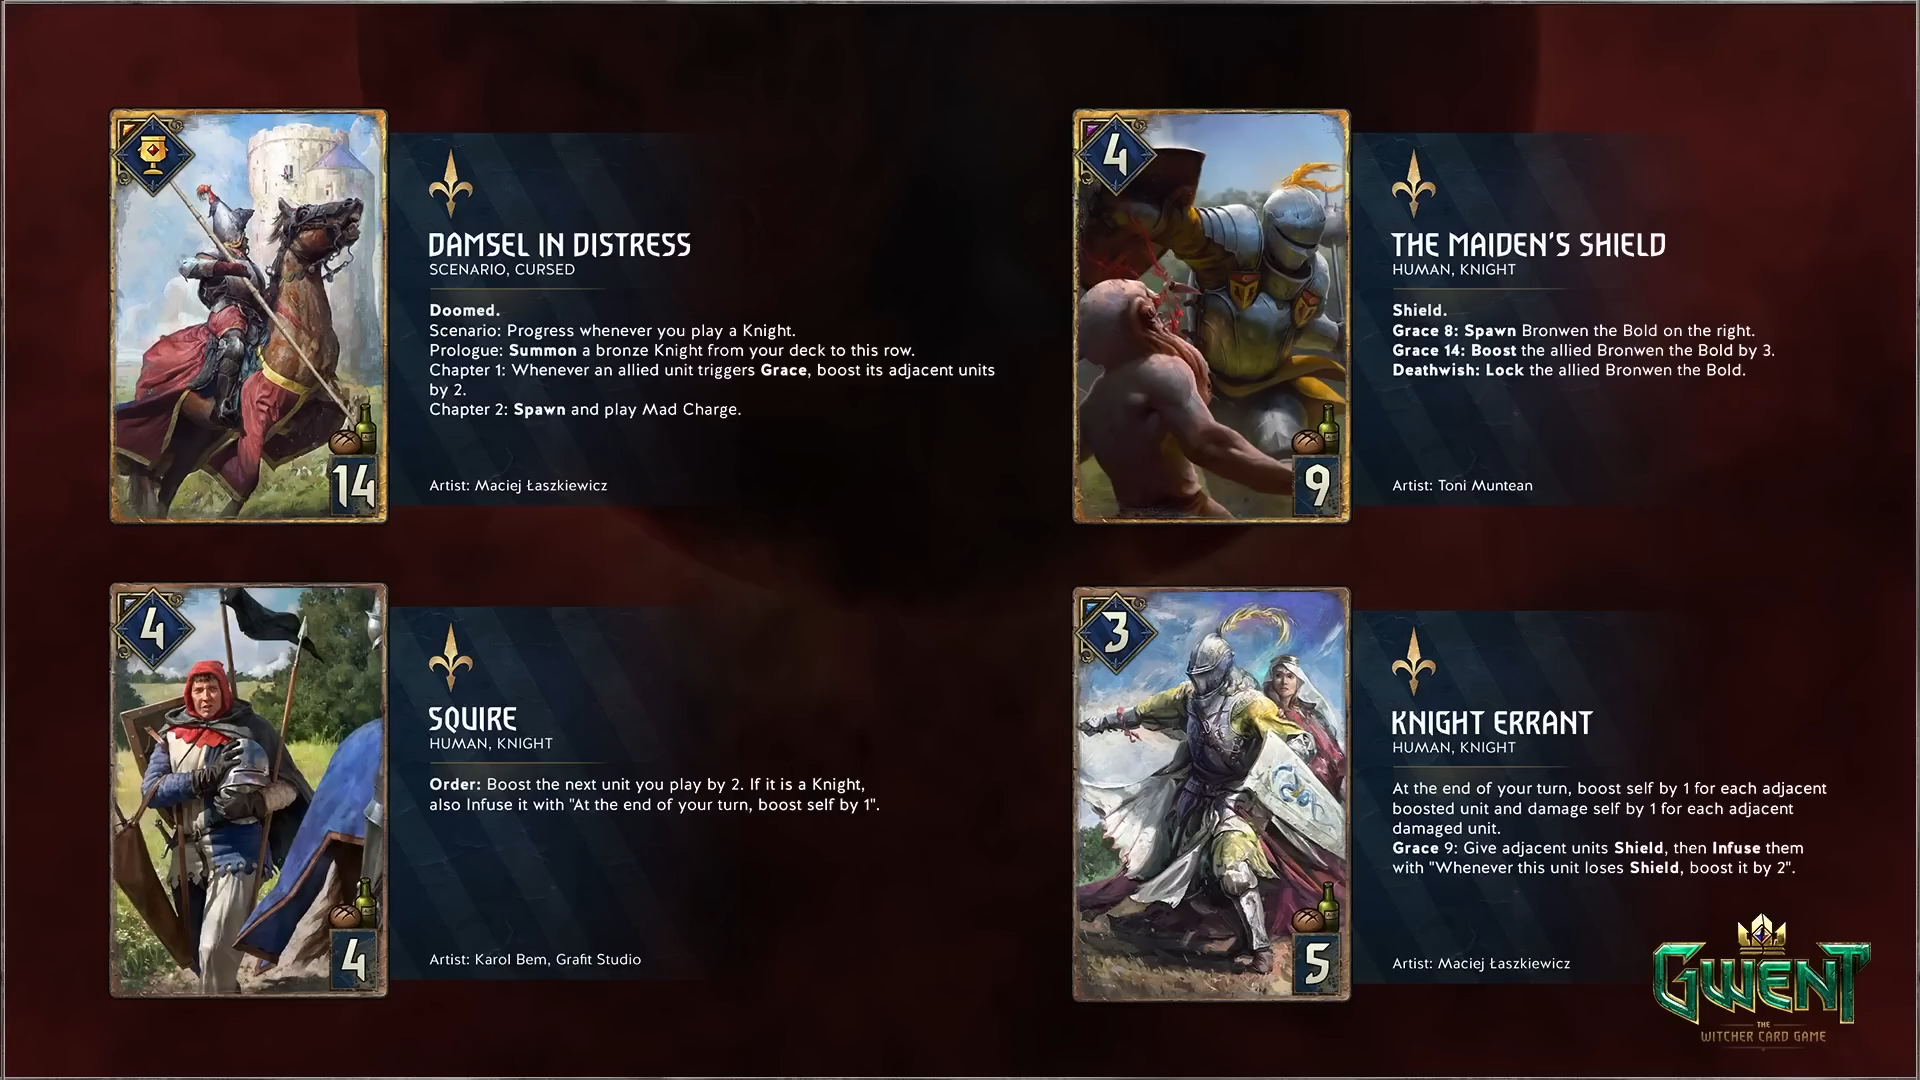 14
DAMSEL IN DISTRESS
SCENARIO, CURSED
Doomed.
Scenario: Progress whenever you play a Knight.
Prologue: Summon a bronze Knight from your deck to this row.
Chapter 1: Whenever an allied unit triggers Grace, boost its adjacent units
by 2.
Chapter 2: Spawn and play Mad Charge.
Artist: Maciej Łaszkiewicz
4
9
THE MAIDEN'S SHIELD
HUMAN, KNIGHT
Shield.
Grace 8: Spawn Bronwen the Bold on the right.
Grace 14: Boost the allied Bronwen the Bold by 3.
Deathwish: Lock the allied Bronwen the Bold.
Artist: Toni Muntean
4
4
SQUIRE
HUMAN, KNIGHT
Order: Boost the next unit you play by 2. If it is a Knight,
also Infuse it with "At the end of your turn, boost self by 1".
Artist: Karol Bem, Grafit Studio
3
5
KNIGHT ERRANT
HUMAN, KNIGHT
At the end of your turn, boost self by 1 for each adjacent
boosted unit and damage self by 1 for each adjacent
damaged unit.
Grace 9: Give adjacent units Shield, then Infuse them
with "Whenever this unit loses Shield, boost it by 2".
Artist: Maciej Łaszkiewicz
GWENT
THE
WITCHER CARD GAME